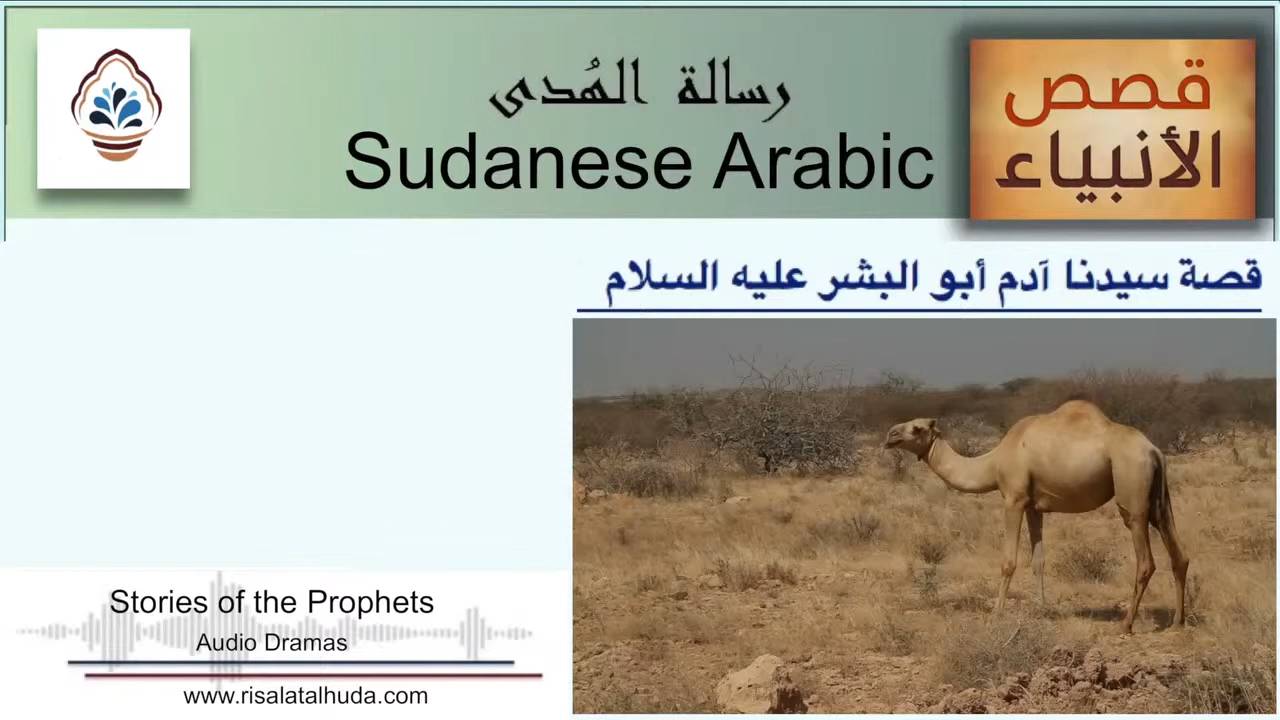 رسالة الهُدى
Sudanese Arabic
قصص
الأنبياء
قصة سيدنا آدم أبو البشر عليه السلام
Stories of the Prophets
Audio Dramas
www.risalatalhuda.com